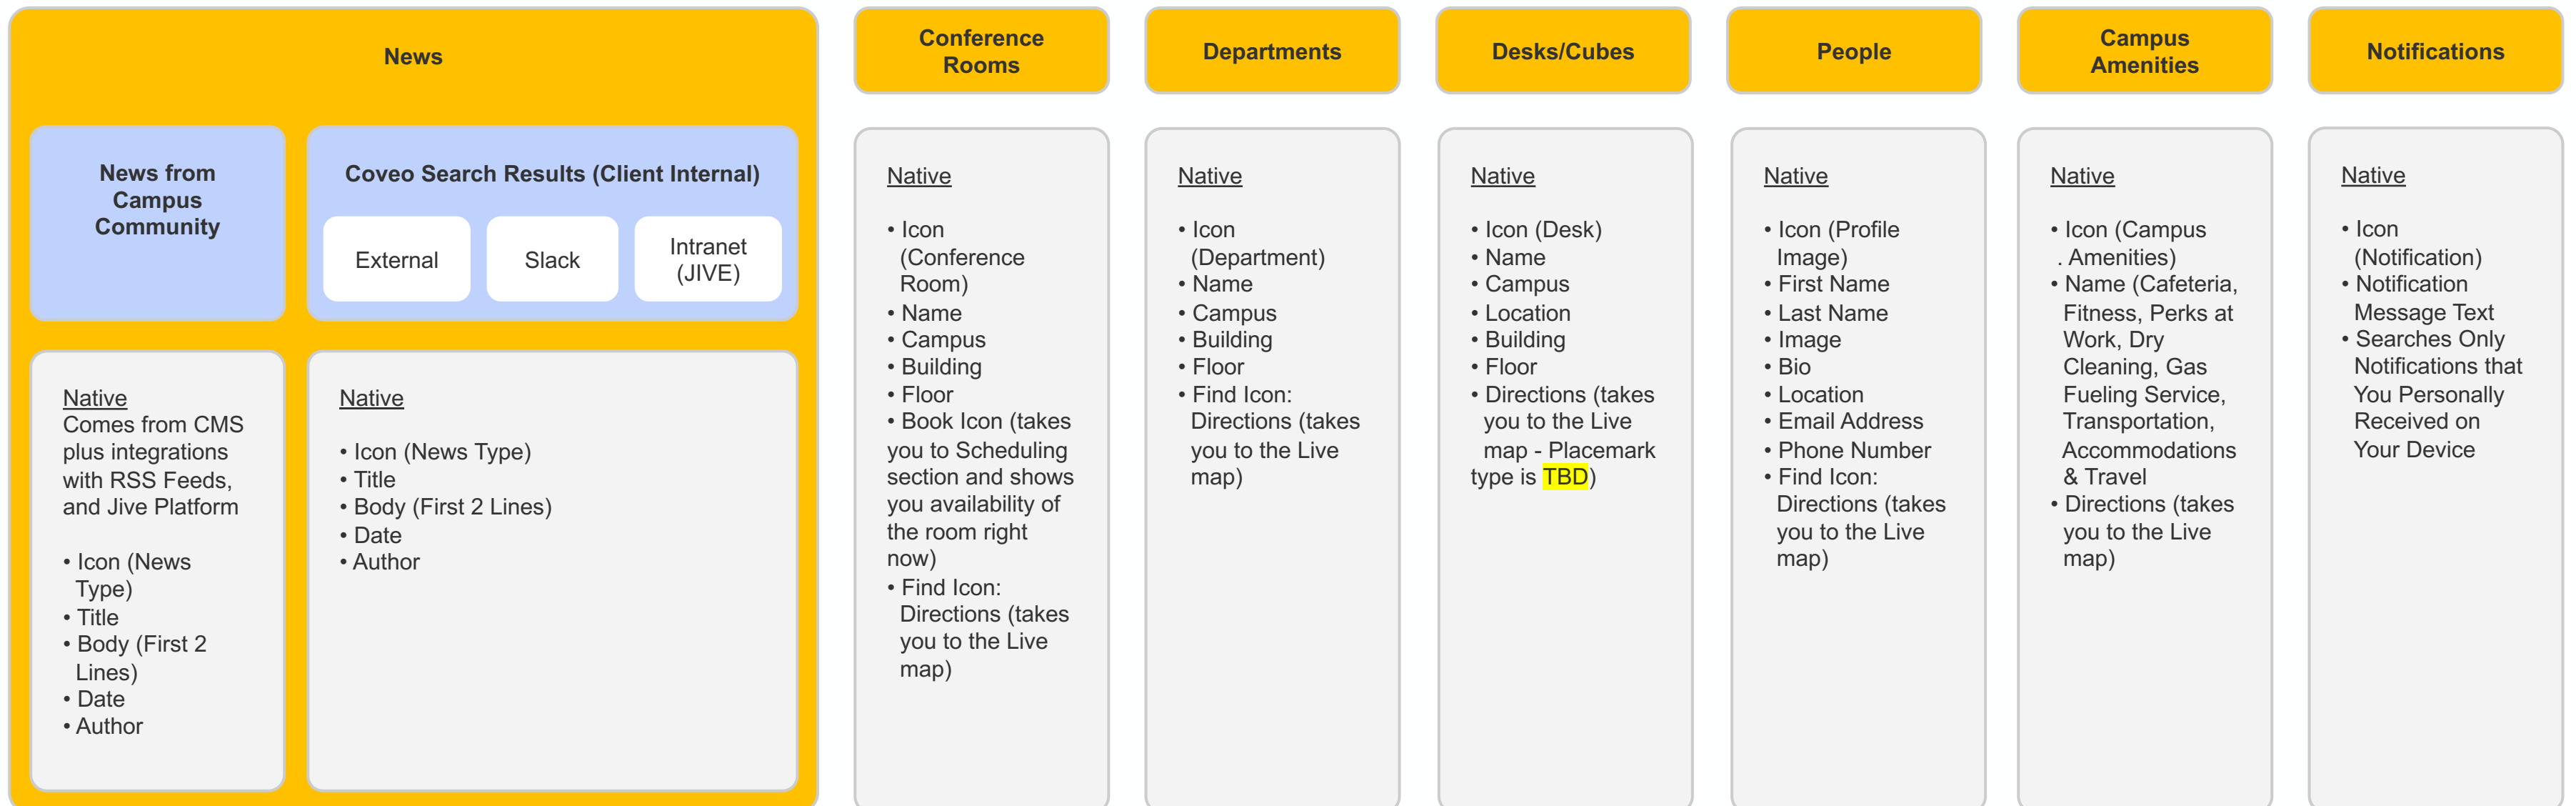 News
News from
Campus
Community
Coveo Search Results (Client Internal)
External
Slack
Intranet
(JIVE)
Native
Comes from CMS
plus integrations
with RSS Feeds,
and Jive Platform
• Icon (News
Type)
• Title
• Body (First 2
Lines)
• Date
• Author
Native
• Icon (News Type)
• Title
• Body (First 2 Lines)
• Date
• Author
Conference
Rooms
Native
• Icon
(Conference
Room)
• Name
• Campus
• Building
• Floor
• Book Icon (takes
you to Scheduling
section and shows
you availability of
the room right
now)
• Find Icon:
Directions (takes
you to the Live
map)
Departments
Native
• Icon
(Department)
• Name
• Campus
• Building
• Floor
• Find Icon:
Directions (takes
you to the Live
map)
Desks/Cubes
Native
• Icon (Desk)
• Name
• Campus
• Location
• Building
• Floor
• Directions (takes
you to the Live
map - Placemark
type is TBD)
People
Native
• Icon (Profile
Image)
• First Name
• Last Name
• Image
• Bio
• Location
• Email Address
• Phone Number
• Find Icon:
Directions (takes
you to the Live
map)
Campus
Amenities
Native
• Icon (Campus
. Amenities)
• Name (Cafeteria,
Fitness, Perks at
Work, Dry
Cleaning, Gas
Fueling Service,
Transportation,
Accommodations
& Travel
• Directions (takes
you to the Live
map)
Notifications
Native
• Icon
(Notification)
• Notification
Message Text
• Searches Only
Notifications that
You Personally
Received on
Your Device